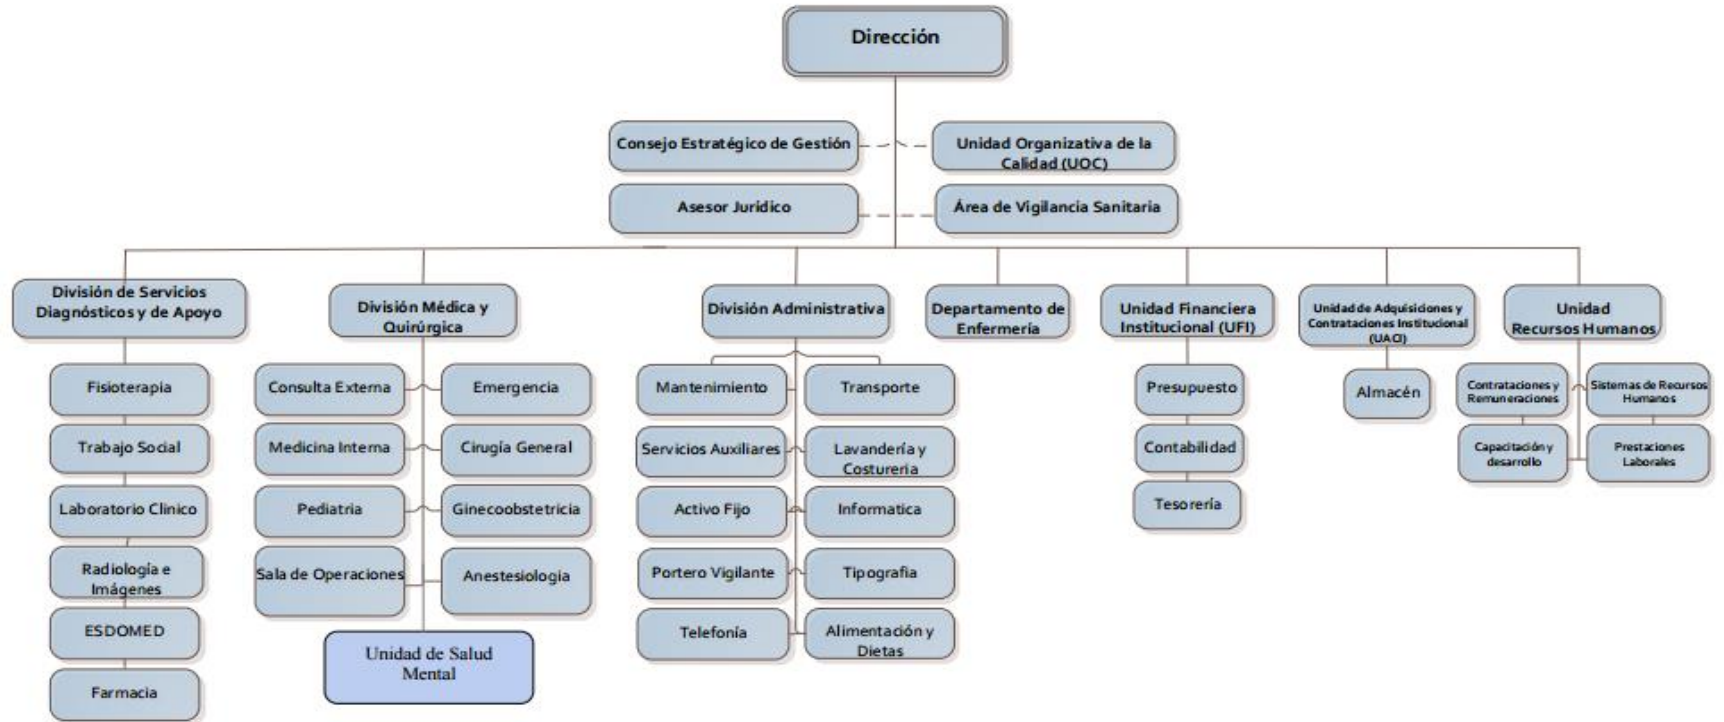 Dirección
Consejo Estratégico de Gestión
Unidad Organizativa de la
Calidad (UOC)
Asesor Jurídico
Área de Vigilancia Sanitaria
División de Servicios
Diagnósticos y de Apoyo
División Médica y
Quirúrgica
División Administrativa
Departamento de
Enfermería
Unidad Financiera
Institucional (UFI)
Unidad de Adquisiciones y
Contrataciones Institucional
(UACI)
Unidad
Recursos Humanos
Fisioterapia
Trabajo Social
Laboratorio Clinico
Radiología e
Imágenes
ESDOMED
Farmacia
Consulta Externa
Emergencia
Medicina Interna
Cirugía General
Pediatria
Ginecoobstetricia
Sala de Operaciones
Anestesiologia
Unidad de Salud
Mental
Mantenimiento
Transporte
Servicios Auxiliares
Lavandería y
Costureria
Activo Fijo
Informatica
Portero Vigilante
Tipografia
Telefonía
Alimentación y
Dietas
Presupuesto
Contabilidad
Tesorería
Almacén
Contrataciones y
Remuneraciones
Sistemas de Recursos
Humanos
Capacitación y
desarrollo
Prestaciones
Laborales